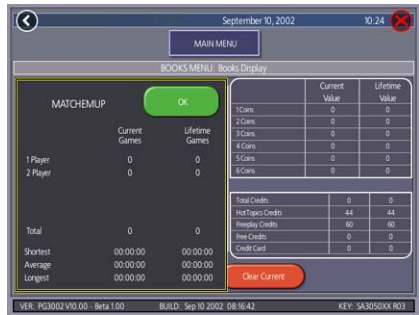 September 10, 2002 10:24
MAIN MENU
BOOKS MENU: Books Display
MATCHEMUP OK
Current Games Lifetime Games
1 Player 0 0
2 Player 0 0
Total 0 0
Shortest 00:00:00 00:00:00
Average 00:00:00 00:00:00
Longest 00:00:00 00:00:00
Current Value Lifetime Value
1 Coins 0 0
2 Coins 0 0
3 Coins 0 0
4 Coins 0 0
5 Coins 0 0
6 Coins 0 0
Total Credits 0 0
Hot Topics Credits 44 44
Freeplay Credits 60 60
Free Credits 0 0
Credit Card 0 0
Clear Current
VER: PG3002 V10.00 - Beta 1.00 BUILD: Sep 10 2002 08:16:42 KEY: SA3050XX R03